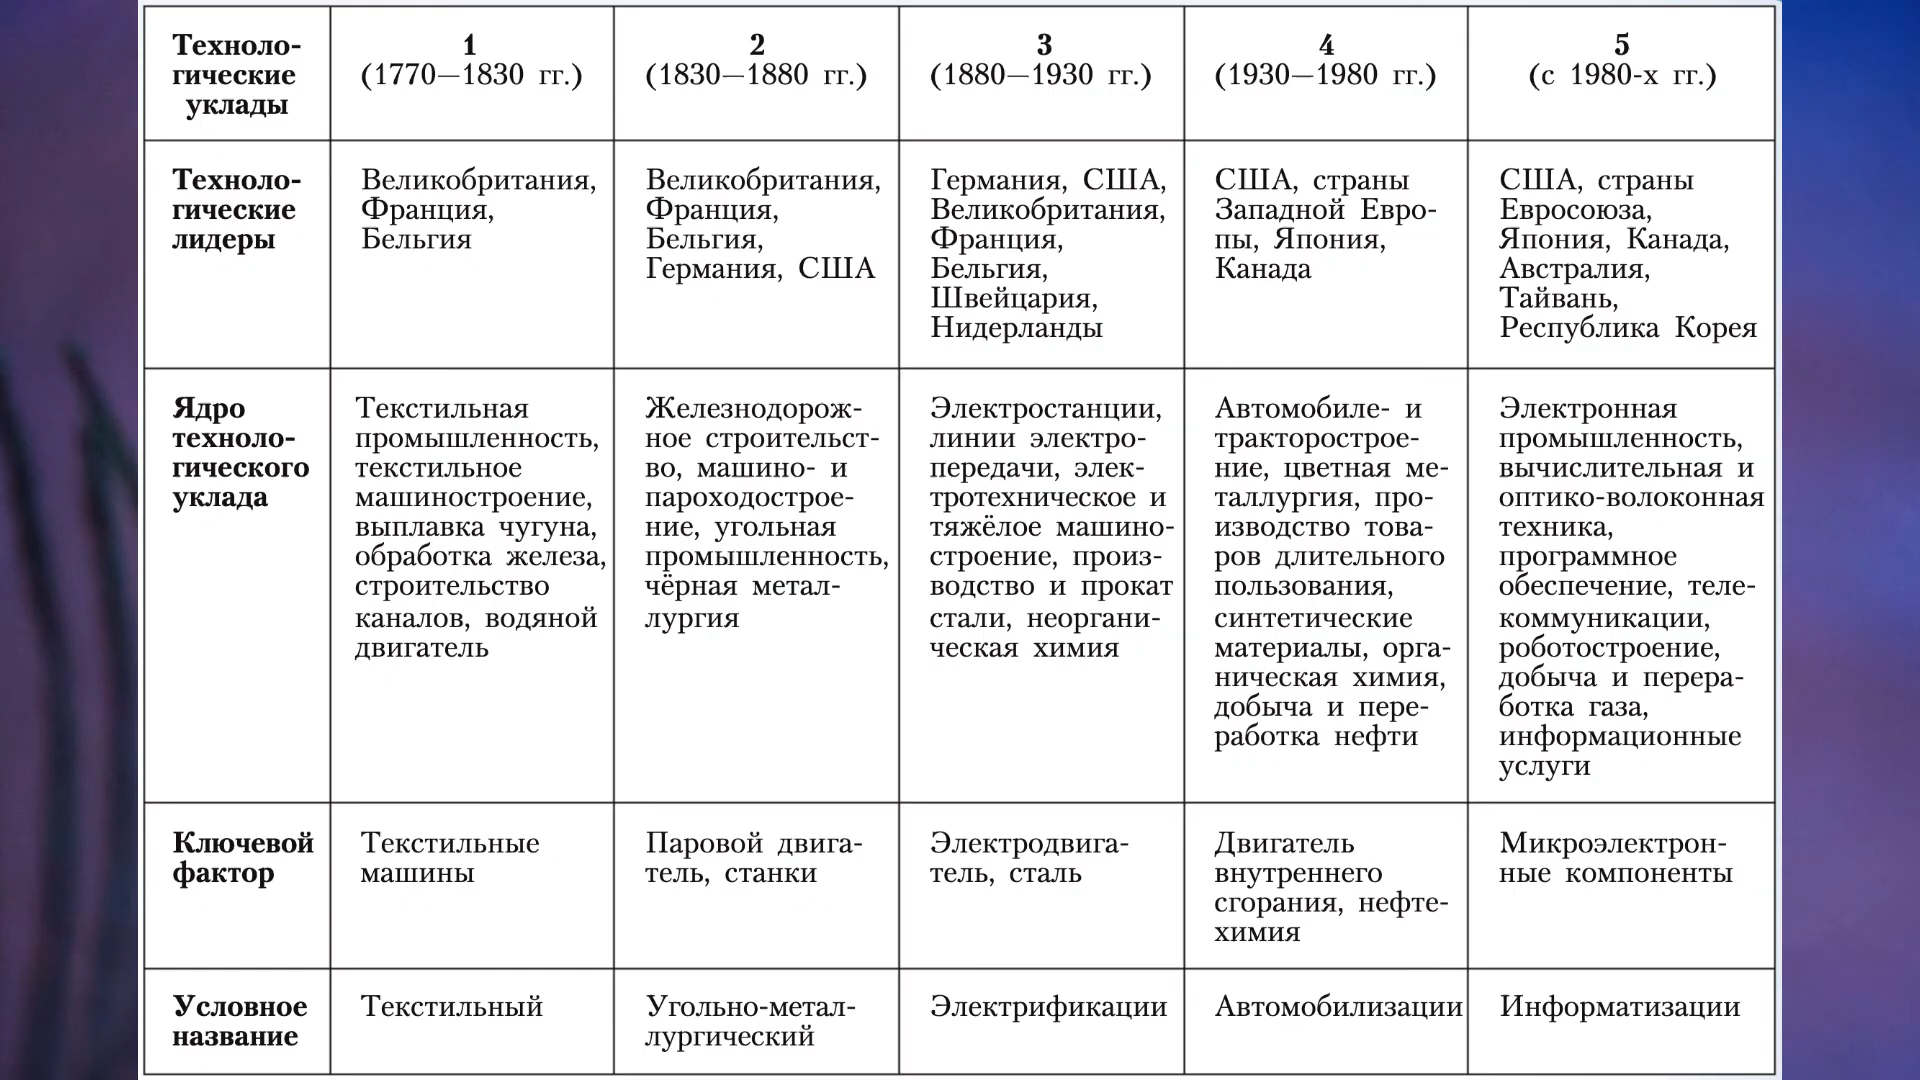 Техноло-
гические
уклады
1
(1770—1830 гг.)
2
(1830—1880 гг.)
3
(1880—1930 гг.)
4
(1930—1980 гг.)
5
(с 1980-х гг.)
Техноло-
гические
лидеры
Великобритания,
Франция,
Бельгия
Великобритания,
Франция,
Бельгия,
Германия, США
Германия, США,
Великобритания,
Франция,
Бельгия,
Швейцария,
Нидерланды
США, страны
Западной Евро-
пы, Япония,
Канада
США, страны
Евросоюза,
Япония, Канада,
Австралия,
Тайвань,
Республика Корея
Ядро
техноло-
гического
уклада
Текстильная
промышленность,
текстильное
машиностроение,
выплавка чугуна,
обработка железа,
строительство
каналов, водяной
двигатель
Железнодорож-
ное строительст-
во, машино- и
пароходострое-
ние, угольная
промышленность,
чёрная метал-
лургия
Электростанции,
линии электро-
передачи, элек-
тротехническое и
тяжёлое машино-
строение, произ-
водство и прокат
стали, неоргани-
ческая химия
Автомобиле- и
тракторострое-
ние, цветная ме-
таллургия, про-
изводство това-
ров длительного
пользования,
синтетические
материалы, орга-
ническая химия,
добыча и пере-
работка нефти
Электронная
промышленность,
вычислительная и
оптико-волоконная
техника,
программное
обеспечение, теле-
коммуникации,
роботостроение,
добыча и перера-
ботка газа,
информационные
услуги
Ключевой
фактор
Текстильные
машины
Паровой двига-
тель, станки
Электродвига-
тель, сталь
Двигатель
внутреннего
сгорания, нефте-
химия
Микроэлектрон-
ные компоненты
Условное
название
Текстильный
Угольно-метал-
лургический
Электрификации
Автомобилизации
Информатизации